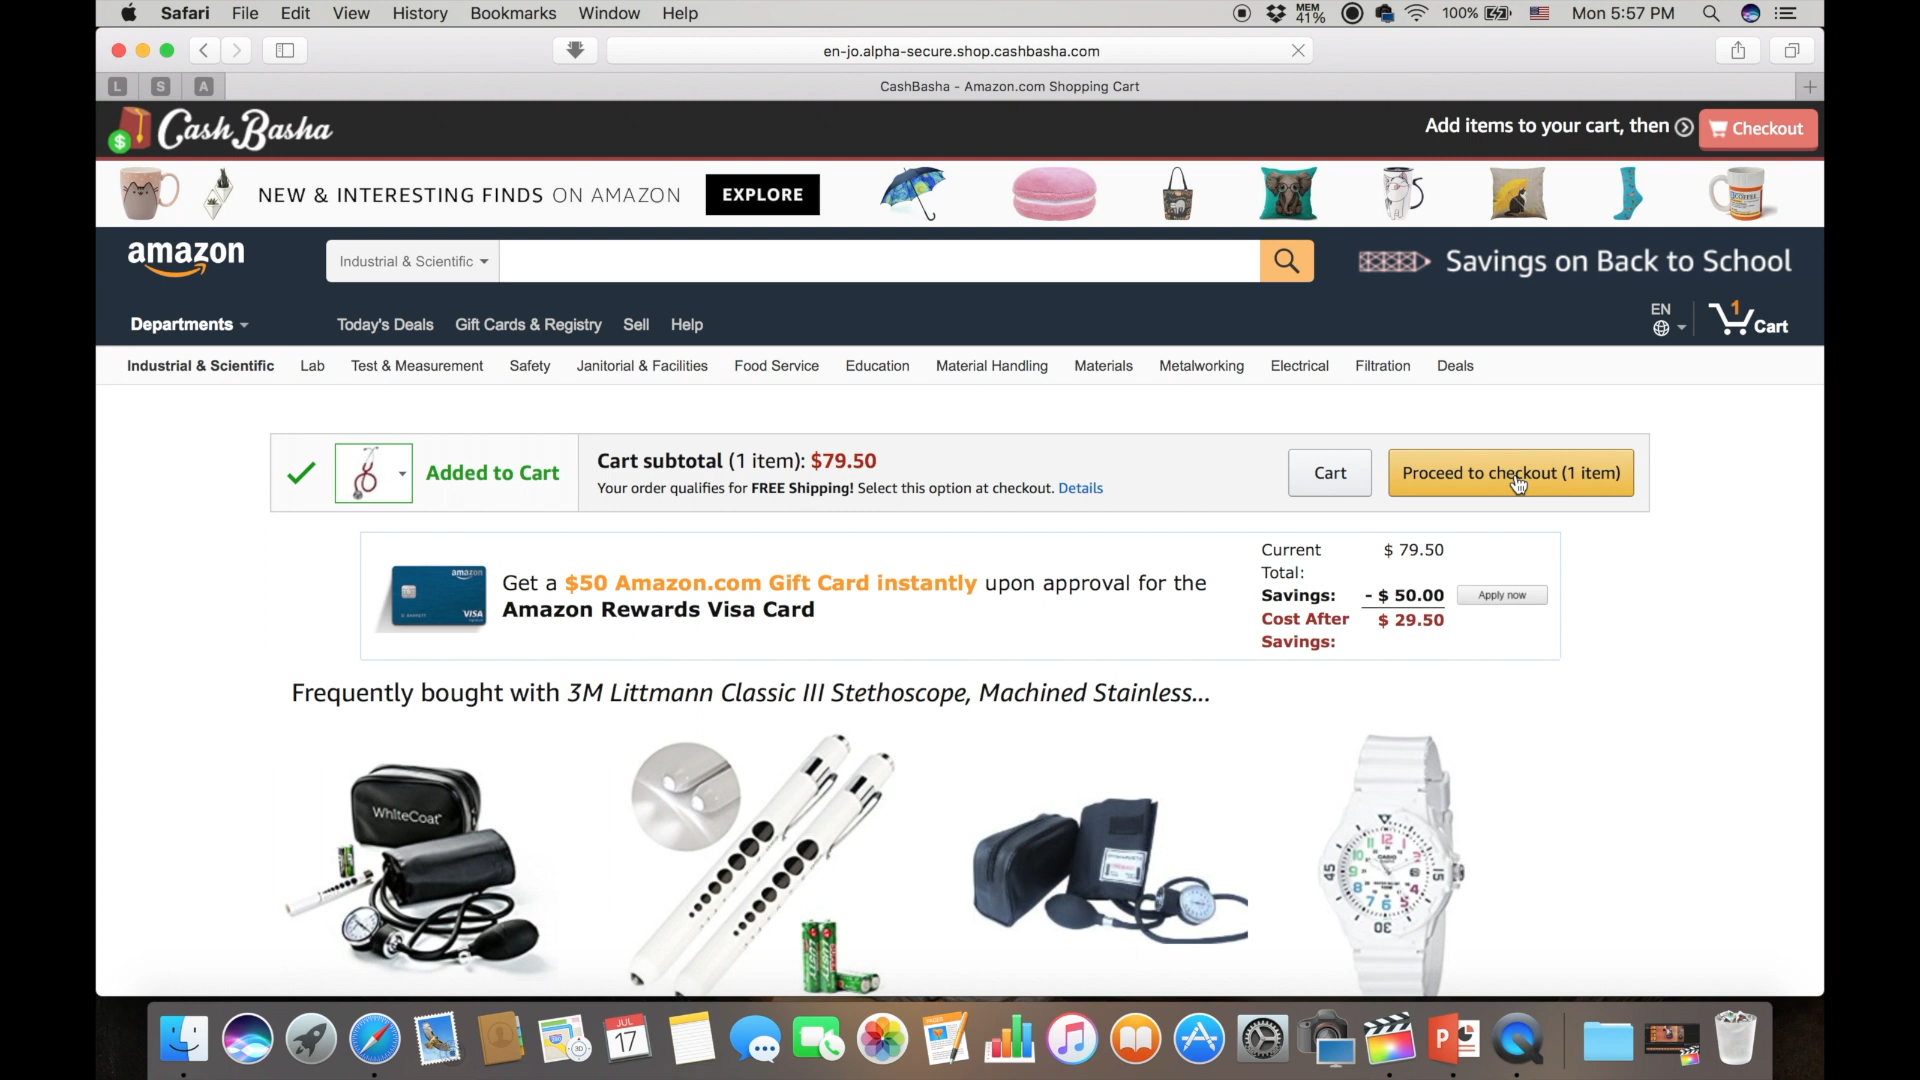 Safari File Edit View History Bookmarks Window Help MEM 41% 100% Mon 5:57 PM
en-jo.alpha-secure.shop.cashbasha.com
L S A CashBasha - Amazon.com Shopping Cart
$ CashBasha Add items to your cart, then Checkout
NEW & INTERESTING FINDS ON AMAZON EXPLORE
amazon Industrial & Scientific Savings on Back to School
Departments Today's Deals Gift Cards & Registry Sell Help EN 1 Cart
Industrial & Scientific Lab Test & Measurement Safety Janitorial & Facilities Food Service Education Material Handling Materials Metalworking Electrical Filtration Deals
Added to Cart
Cart subtotal (1 item): $79.50
Your order qualifies for FREE Shipping! Select this option at checkout. Details
Cart Proceed to checkout (1 item)
amazon
VISA
Get a $50 Amazon.com Gift Card instantly upon approval for the
Amazon Rewards Visa Card
Current Total: $ 79.50
Savings: - $ 50.00 Apply now
Cost After Savings: $ 29.50
Frequently bought with 3M Littmann Classic III Stethoscope, Machined Stainless...
WhiteCoat
CASIO
JUL
17
3D
PAGES
P